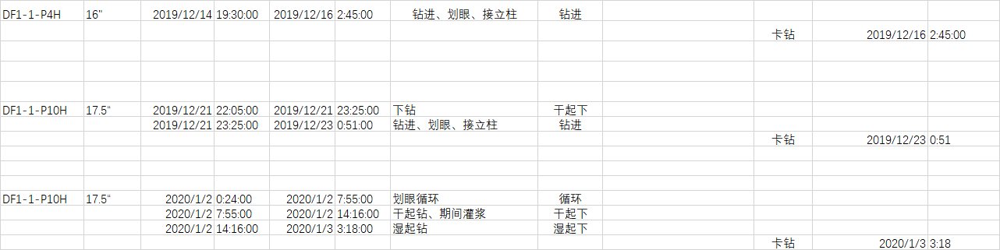 DF1-1-P4H 16" 2019/12/14 19:30:00 2019/12/16 2:45:00 钻进、划眼、接立柱 钻进
卡钻 2019/12/16 2:45:00
DF1-1-P10H 17.5“ 2019/12/21 22:05:00 2019/12/21 23:25:00 下钻 干起下
2019/12/21 23:25:00 2019/12/23 0:51:00 钻进、划眼、接立柱 钻进
卡钻 2019/12/23 0:51
DF1-1-P10H 17.5“ 2020/1/2 0:24:00 2020/1/2 7:55:00 划眼循环 循环
2020/1/2 7:55:00 2020/1/2 14:16:00 干起钻、期间灌浆 干起下
2020/1/2 14:16:00 2020/1/3 3:18:00 湿起钻 湿起下
卡钻 2020/1/3 3:18